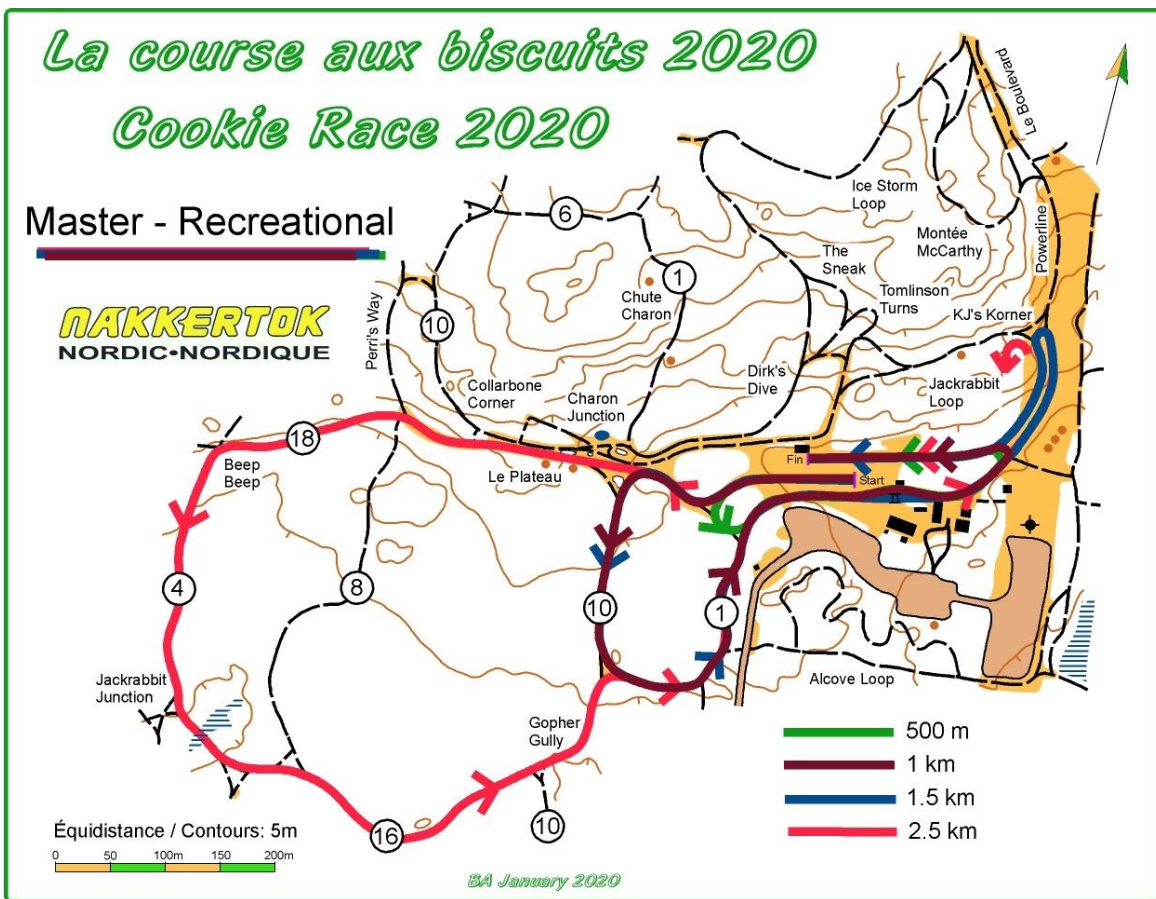 La course aux biscuits 2020
Cookie Race 2020
Master - Recreational
NAKKERTOK
NORDIC•NORDIQUE
Le Boulevard
Ice Storm
Loop
Montée
McCarthy
Powerline
The
Sneak
Tomlinson
Turns
KJ's Korner
6
1
10
Chute
Charon
Perri's Way
Collarbone
Corner
Charon
Junction
Dirk's
Dive
Jackrabbit
Loop
18
Beep
Beep
Le Plateau
Fin
Start
4
8
10
1
Jackrabbit
Junction
Alcove Loop
Gopher
Gully
16
10
500 m
1 km
1.5 km
2.5 km
Équidistance / Contours: 5m
0 50 100m 150 200m
BA January 2020